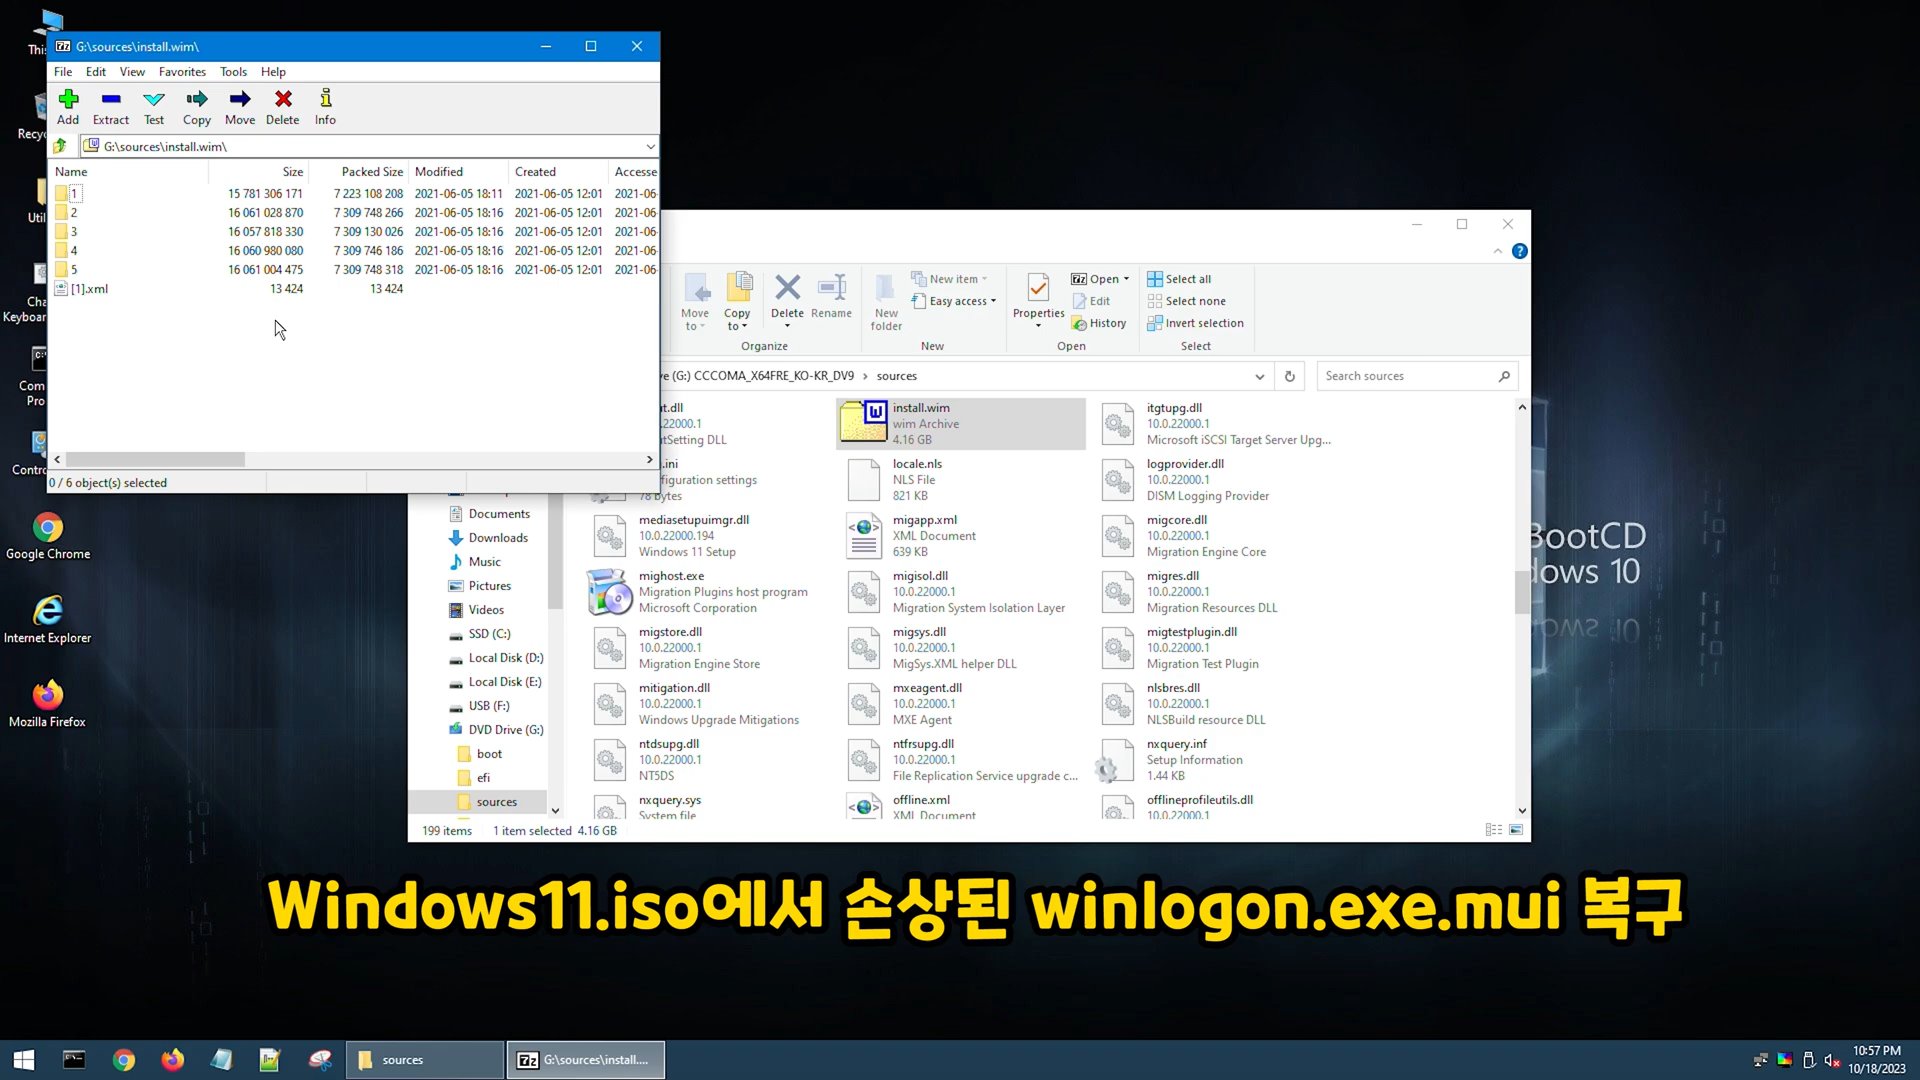 This
Recyc
Utili
Cha
Keyboar
Com
Pro
Contro
Google Chrome
Internet Explorer
Mozilla Firefox
G:\sources\install.wim\
File Edit View Favorites Tools Help
Add Extract Test Copy Move Delete Info
G:\sources\install.wim\
Name Size Packed Size Modified Created Accesse
1 15 781 306 171 7 223 108 208 2021-06-05 18:11 2021-06-05 12:01 2021-06-
2 16 061 028 870 7 309 748 266 2021-06-05 18:16 2021-06-05 12:01 2021-06-
3 16 057 818 330 7 309 130 026 2021-06-05 18:16 2021-06-05 12:01 2021-06-
4 16 060 980 080 7 309 746 186 2021-06-05 18:16 2021-06-05 12:01 2021-06-
5 16 061 004 475 7 309 748 318 2021-06-05 18:16 2021-06-05 12:01 2021-06-
[1].xml 13 424 13 424
0 / 6 object(s) selected
Move to
Copy to
Delete
Rename
Organize
New folder
New item
Easy access
New
Properties
Open
Edit
History
Open
Select all
Select none
Invert selection
Select
ve (G:) CCCOMA_X64FRE_KO-KR_DV9 › sources
Search sources
Documents
Downloads
Music
Pictures
Videos
SSD (C:)
Local Disk (D:)
Local Disk (E:)
USB (F:)
DVD Drive (G:)
boot
efi
sources
ut.dll
.22000.1
utSetting DLL
install.wim
wim Archive
4.16 GB
itgtupg.dll
10.0.22000.1
Microsoft iSCSI Target Server Upg...
.ini
nfiguration settings
78 bytes
locale.nls
NLS File
821 KB
logprovider.dll
10.0.22000.1
DISM Logging Provider
mediasetupuimgr.dll
10.0.22000.194
Windows 11 Setup
migapp.xml
XML Document
639 KB
migcore.dll
10.0.22000.1
Migration Engine Core
mighost.exe
Migration Plugins host program
Microsoft Corporation
migisol.dll
10.0.22000.1
Migration System Isolation Layer
migres.dll
10.0.22000.1
Migration Resources DLL
migstore.dll
10.0.22000.1
Migration Engine Store
migsys.dll
10.0.22000.1
MigSys.XML helper DLL
migtestplugin.dll
10.0.22000.1
Migration Test Plugin
mitigation.dll
10.0.22000.1
Windows Upgrade Mitigations
mxeagent.dll
10.0.22000.1
MXE Agent
nlsbres.dll
10.0.22000.1
NLSBuild resource DLL
ntdsupg.dll
10.0.22000.1
NT5DS
ntfrsupg.dll
10.0.22000.1
File Replication Service upgrade c...
nxquery.inf
Setup Information
1.44 KB
nxquery.sys
System file
offline.xml
XML Document
offlineprofileutils.dll
10.0.22000.1
199 items 1 item selected 4.16 GB
BootCD
dows 10
Windows11.iso에서 손상된 winlogon.exe.mui 복구
sources
G:\sources\install....
10:57 PM
10/18/2023